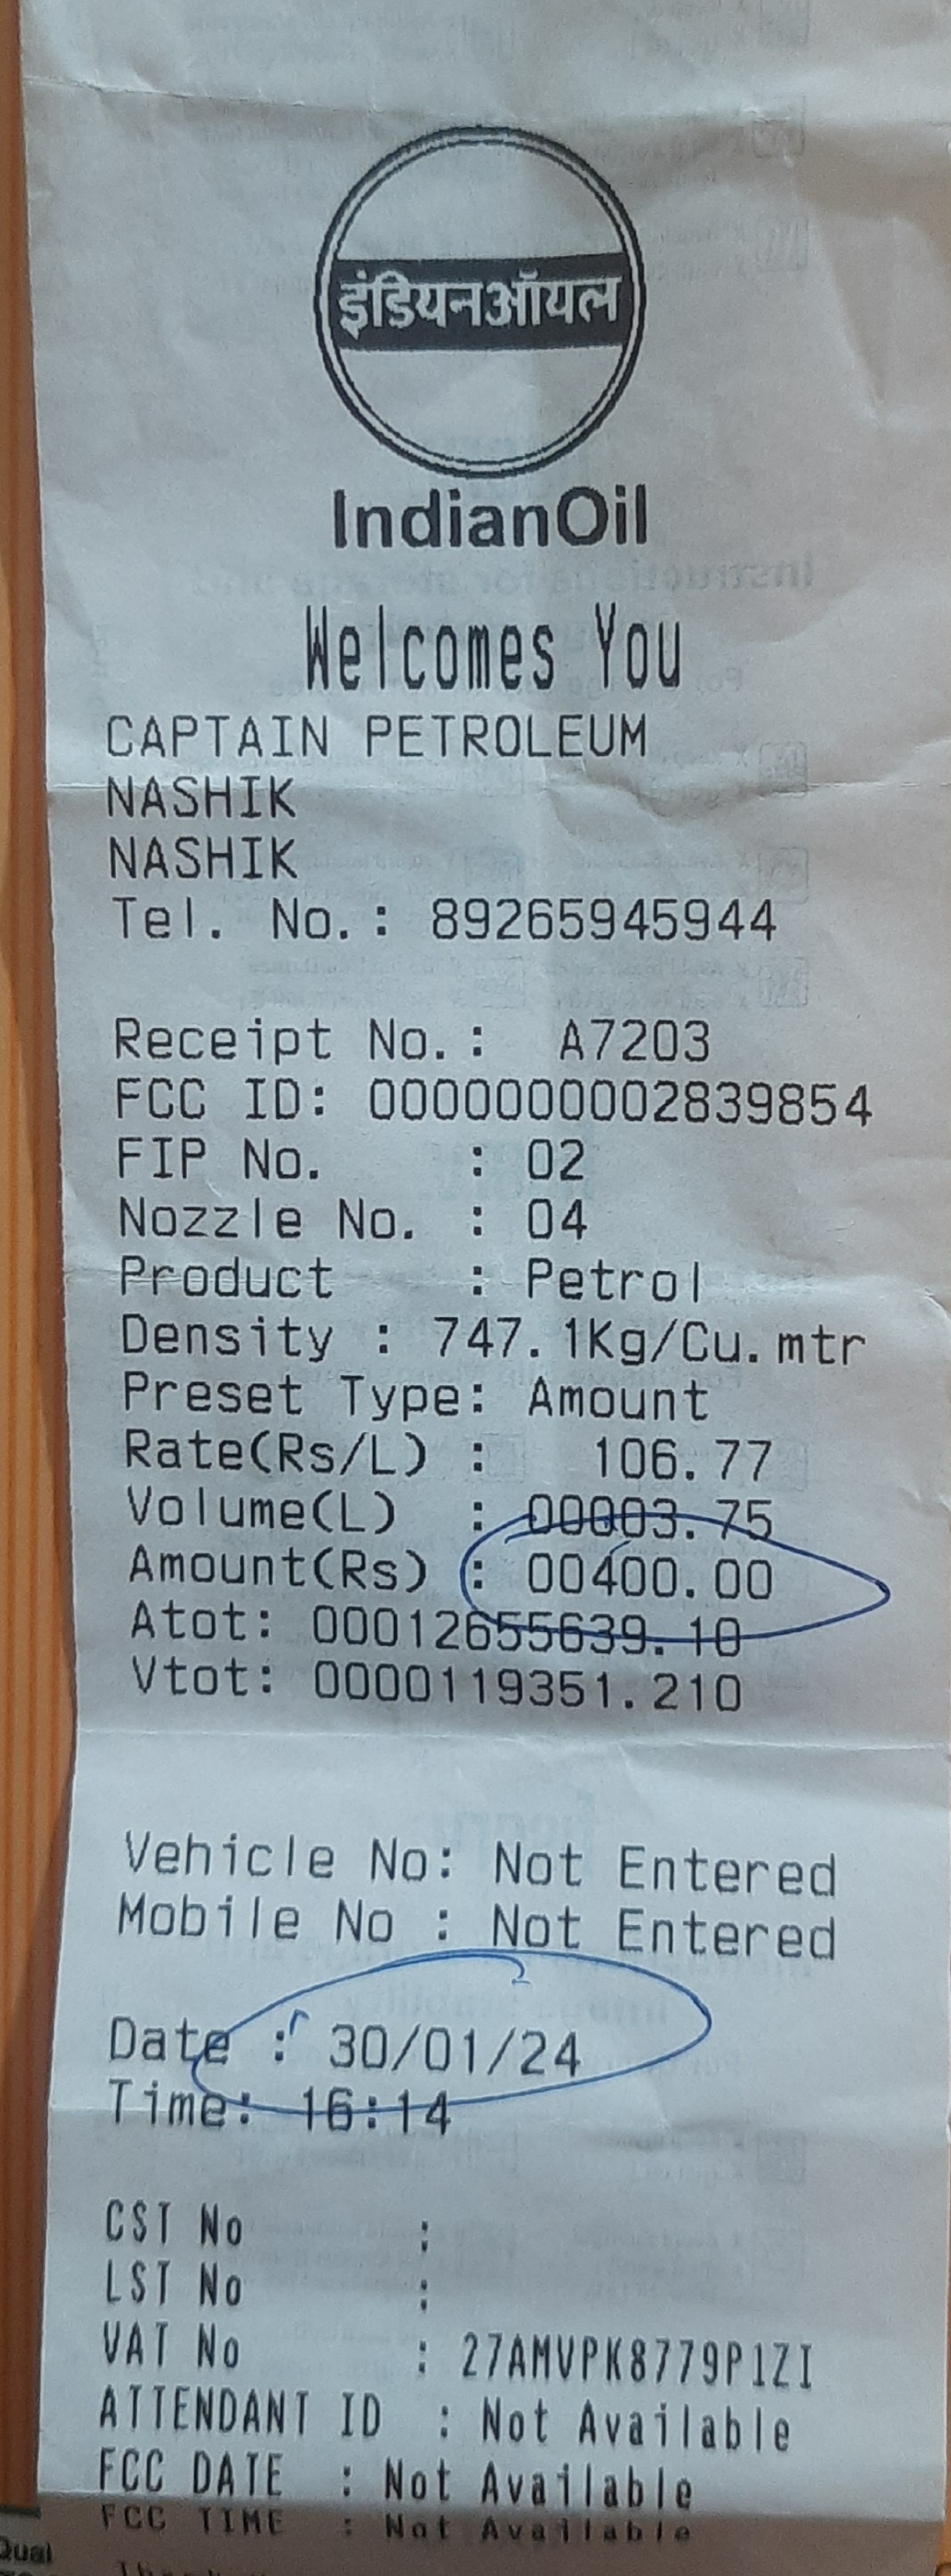 इंडियनऑयल
IndianOil
Welcomes You
CAPTAIN PETROLEUM
NASHIK
NASHIK
Tel. No.: 89265945944
Receipt No.: A7203
FCC ID: 0000000002839854
FIP No. : 02
Nozzle No. : 04
Product : Petrol
Density : 747.1Kg/Cu.mtr
Preset Type: Amount
Rate(Rs/L) : 106.77
Volume(L) : 00003.75
Amount(Rs) : 00400.00
Atot: 00012655639.10
Vtot: 0000119351.210
Vehicle No: Not Entered
Mobile No : Not Entered
Date : 30/01/24
Time: 16:14
CST No :
LST No :
VAT No : 27AMVPK8779P1ZI
ATTENDANT ID : Not Available
FCC DATE : Not Available
FCC TIME : Not Available